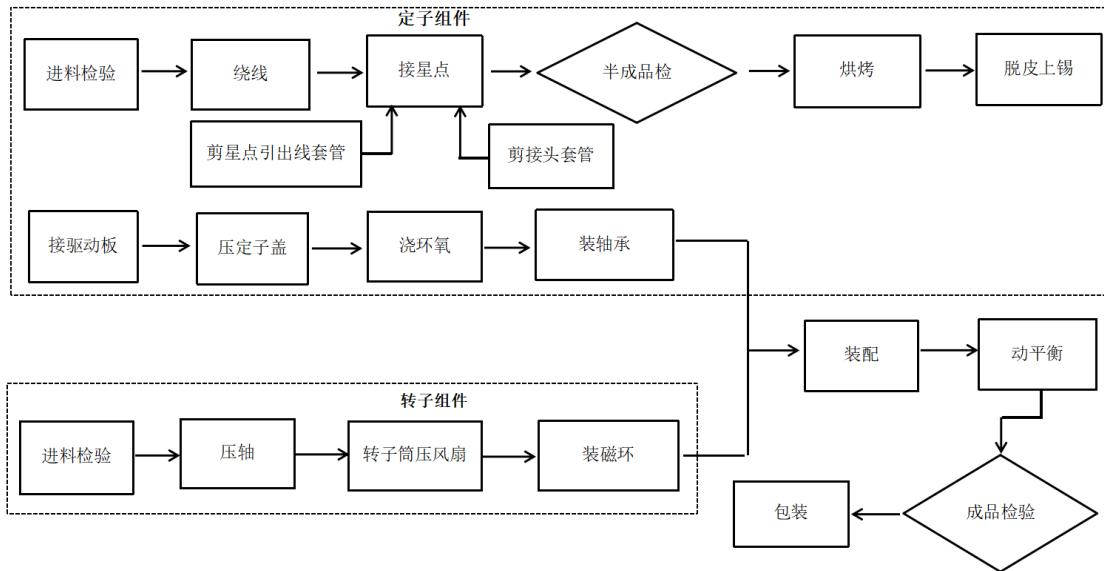 定子组件
进料检验
绕线
接星点
半成品检
烘烤
脱皮上锡
剪星点引出线套管
剪接头套管
接驱动板
压定子盖
浇环氧
装轴承
装配
动平衡
转子组件
进料检验
压轴
转子筒压风扇
装磁环
包装
成品检验